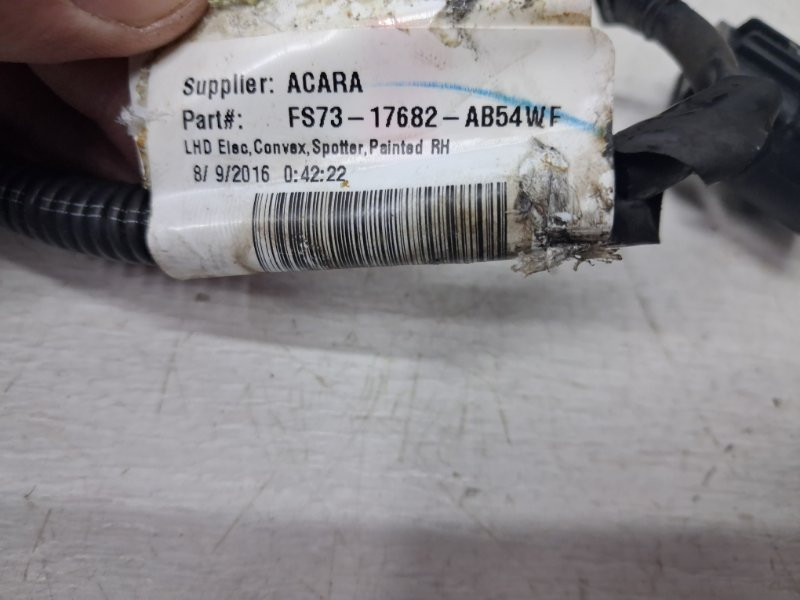 Supplier: ACARA
Part#: FS73-17682-AB54WF
LHD Elec,Convex,Spotter,Painted RH
8/ 9/2016 0:42:22